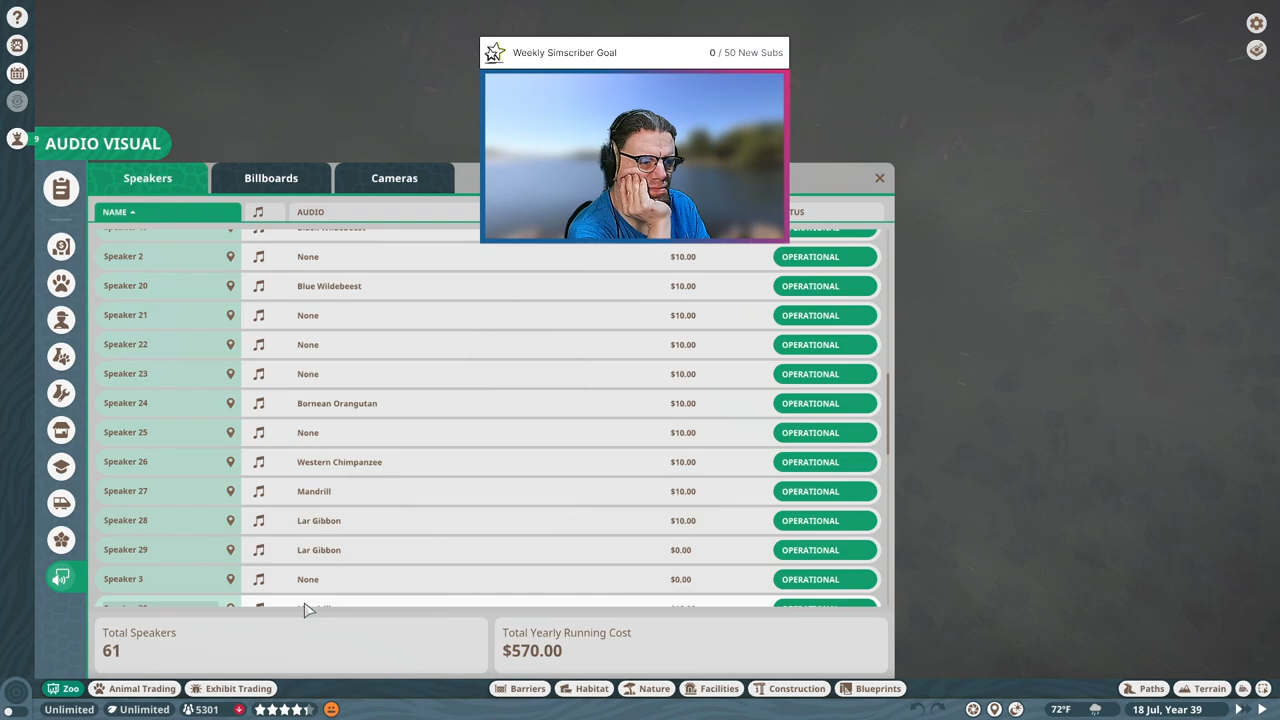 Weekly Simscriber Goal 0 / 50 New Subs
9
AUDIO VISUAL
Speakers Billboards Cameras
NAME AUDIO
Speaker 2 None $10.00 OPERATIONAL
Speaker 20 Blue Wildebeest $10.00 OPERATIONAL
Speaker 21 None $10.00 OPERATIONAL
Speaker 22 None $10.00 OPERATIONAL
Speaker 23 None $10.00 OPERATIONAL
Speaker 24 Bornean Orangutan $10.00 OPERATIONAL
Speaker 25 None $10.00 OPERATIONAL
Speaker 26 Western Chimpanzee $10.00 OPERATIONAL
Speaker 27 Mandrill $10.00 OPERATIONAL
Speaker 28 Lar Gibbon $10.00 OPERATIONAL
Speaker 29 Lar Gibbon $0.00 OPERATIONAL
Speaker 3 None $0.00 OPERATIONAL
Total Speakers Total Yearly Running Cost
61 $570.00
Zoo Animal Trading Exhibit Trading Barriers Habitat Nature Facilities Construction Blueprints Paths Terrain
Unlimited Unlimited 5301 72°F 18 Jul, Year 39